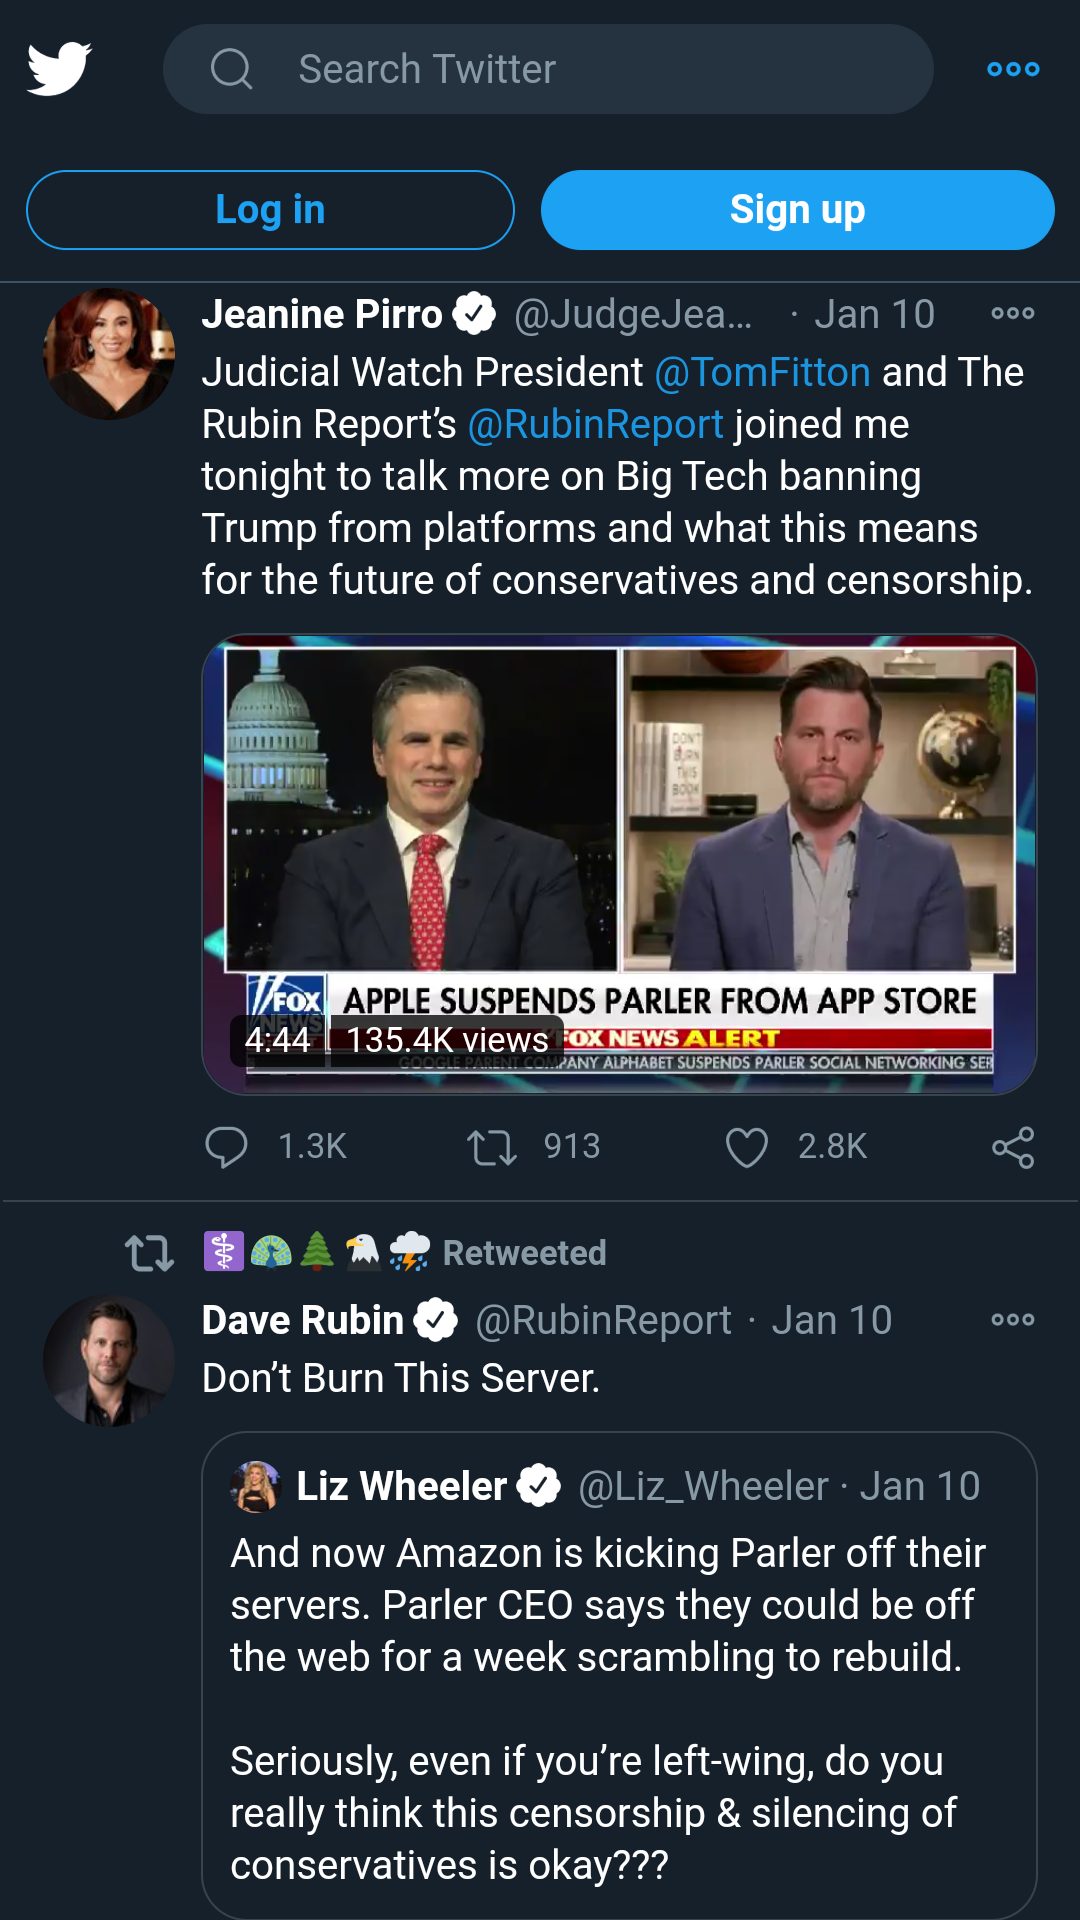 Search Twitter
Log in
Sign up
Jeanine Pirro @JudgeJea... · Jan 10
Judicial Watch President @TomFitton and The
Rubin Report’s @RubinReport joined me
tonight to talk more on Big Tech banning
Trump from platforms and what this means
for the future of conservatives and censorship.
DON'T
BURN
THIS
BOOK
FOX
NEWS
APPLE SUSPENDS PARLER FROM APP STORE
4:44
135.4K views
FOX NEWS ALERT
GOOGLE PARENT COMPANY ALPHABET SUSPENDS PARLER SOCIAL NETWORKING SER
1.3K
913
2.8K
Retweeted
Dave Rubin @RubinReport · Jan 10
Don’t Burn This Server.
Liz Wheeler @Liz_Wheeler · Jan 10
And now Amazon is kicking Parler off their
servers. Parler CEO says they could be off
the web for a week scrambling to rebuild.
Seriously, even if you’re left-wing, do you
really think this censorship & silencing of
conservatives is okay???